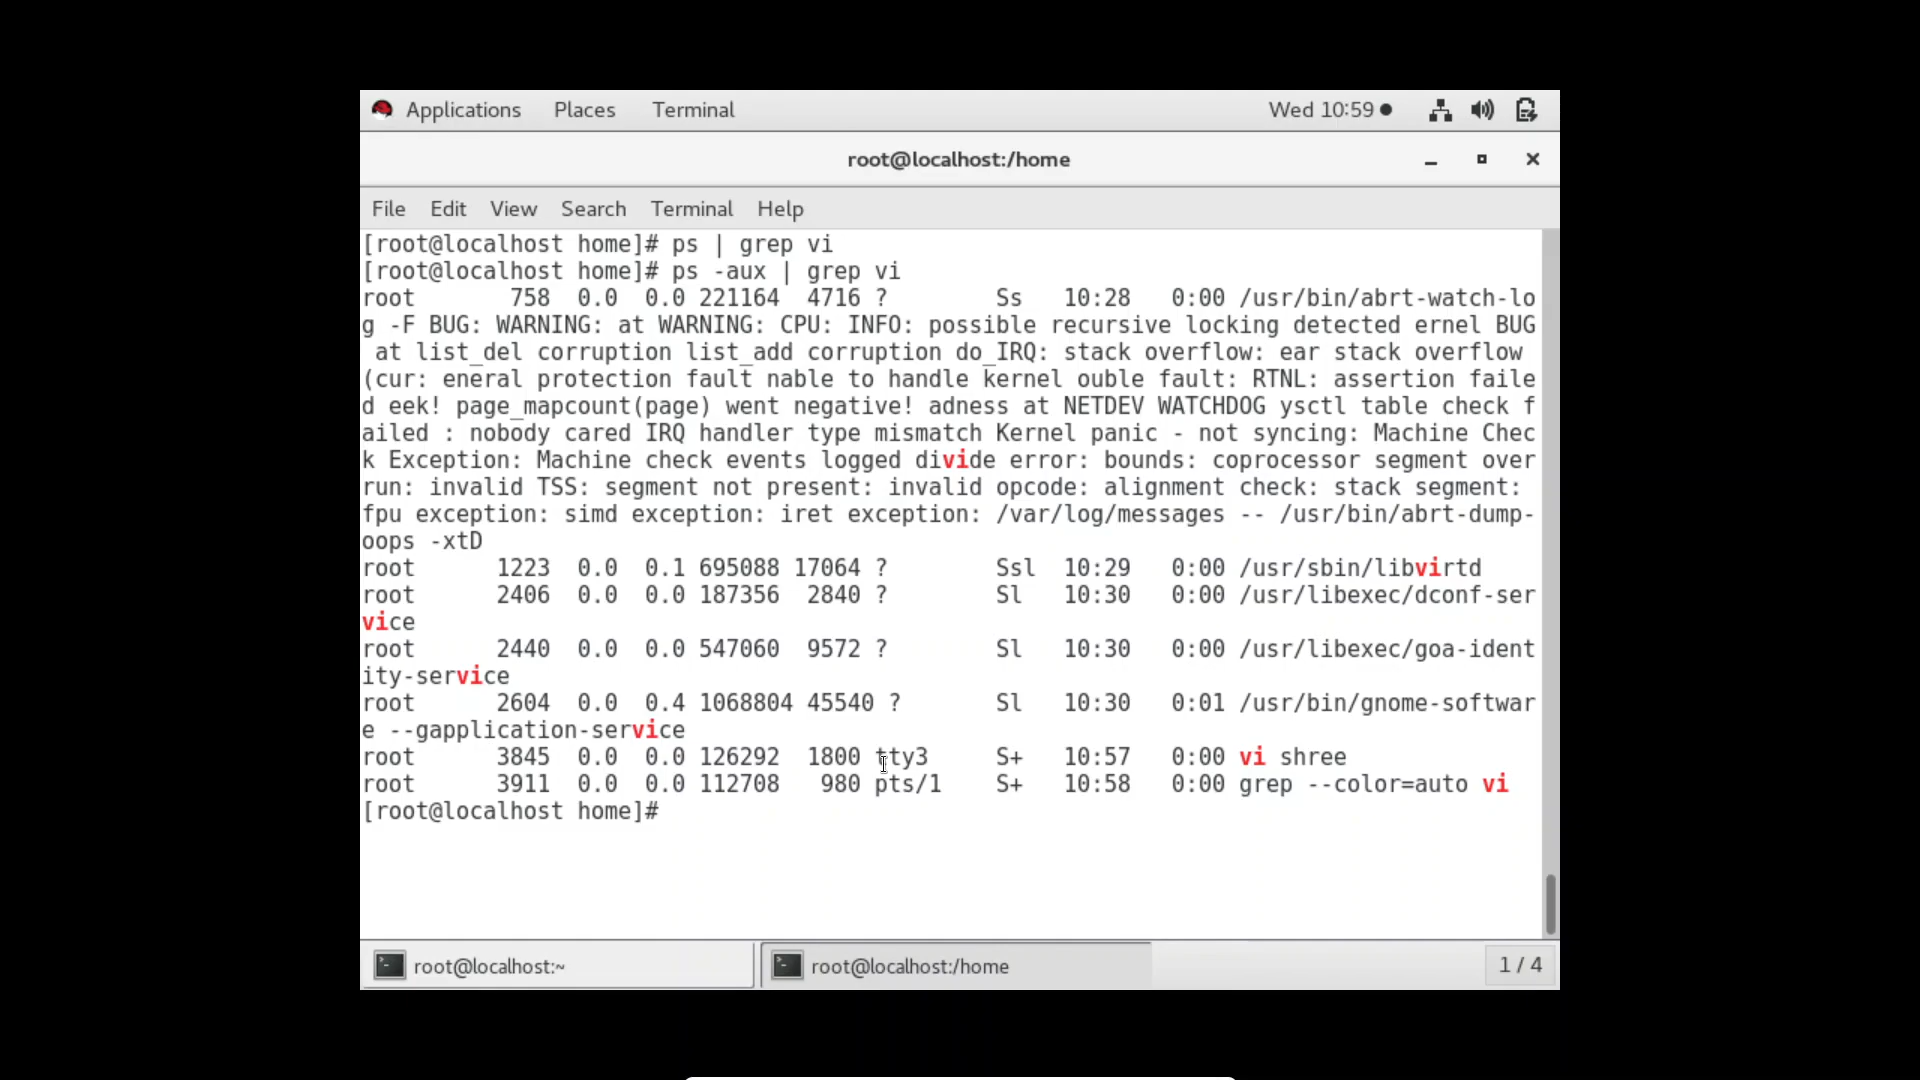 Applications Places Terminal Wed 10:59
root@localhost:/home
File Edit View Search Terminal Help
[root@localhost home]# ps | grep vi
[root@localhost home]# ps -aux | grep vi
root       758  0.0  0.0 221164  4716 ?        Ss   10:28   0:00 /usr/bin/abrt-watch-lo
g -F BUG: WARNING: at WARNING: CPU: INFO: possible recursive locking detected ernel BUG
 at list_del corruption list_add corruption do_IRQ: stack overflow: ear stack overflow
(cur: eneral protection fault nable to handle kernel ouble fault: RTNL: assertion faile
d eek! page_mapcount(page) went negative! adness at NETDEV WATCHDOG ysctl table check f
ailed : nobody cared IRQ handler type mismatch Kernel panic - not syncing: Machine Chec
k Exception: Machine check events logged divide error: bounds: coprocessor segment over
run: invalid TSS: segment not present: invalid opcode: alignment check: stack segment:
fpu exception: simd exception: iret exception: /var/log/messages -- /usr/bin/abrt-dump-
oops -xtD
root      1223  0.0  0.1 695088 17064 ?        Ssl  10:29   0:00 /usr/sbin/libvirtd
root      2406  0.0  0.0 187356  2840 ?        Sl   10:30   0:00 /usr/libexec/dconf-ser
vice
root      2440  0.0  0.0 547060  9572 ?        Sl   10:30   0:00 /usr/libexec/goa-ident
ity-service
root      2604  0.0  0.4 1068804 45540 ?       Sl   10:30   0:01 /usr/bin/gnome-softwar
e --gapplication-service
root      3845  0.0  0.0 126292  1800 tty3     S+   10:57   0:00 vi shree
root      3911  0.0  0.0 112708   980 pts/1    S+   10:58   0:00 grep --color=auto vi
[root@localhost home]#
root@localhost:~ root@localhost:/home 1 / 4